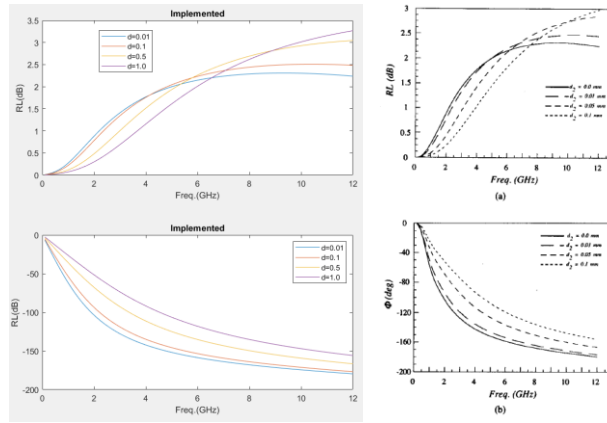 Implemented
3.5
3
2.5
2
1.5
1
0.5
0
RL(dB)
d=0.01
d=0.1
d=0.5
d=1.0
0 2 4 6 8 10 12
Freq.(GHz)
3
2.5
2
1.5
1
0.5
0
RL (dB)
d2 = 0.0 mm
d2 = 0.01 mm
d2 = 0.05 mm
d2 = 0.1 mm
0 2 4 6 8 10 12
Freq. (GHz)
(a)
Implemented
0
-50
-100
-150
-200
RL(dB)
d=0.01
d=0.1
d=0.5
d=1.0
0 2 4 6 8 10 12
Freq.(GHz)
0
-40
-80
-120
-160
-200
Φ (deg)
d2 = 0.0 mm
d2 = 0.01 mm
d2 = 0.05 mm
d2 = 0.1 mm
0 2 4 6 8 10 12
Freq. (GHz)
(b)